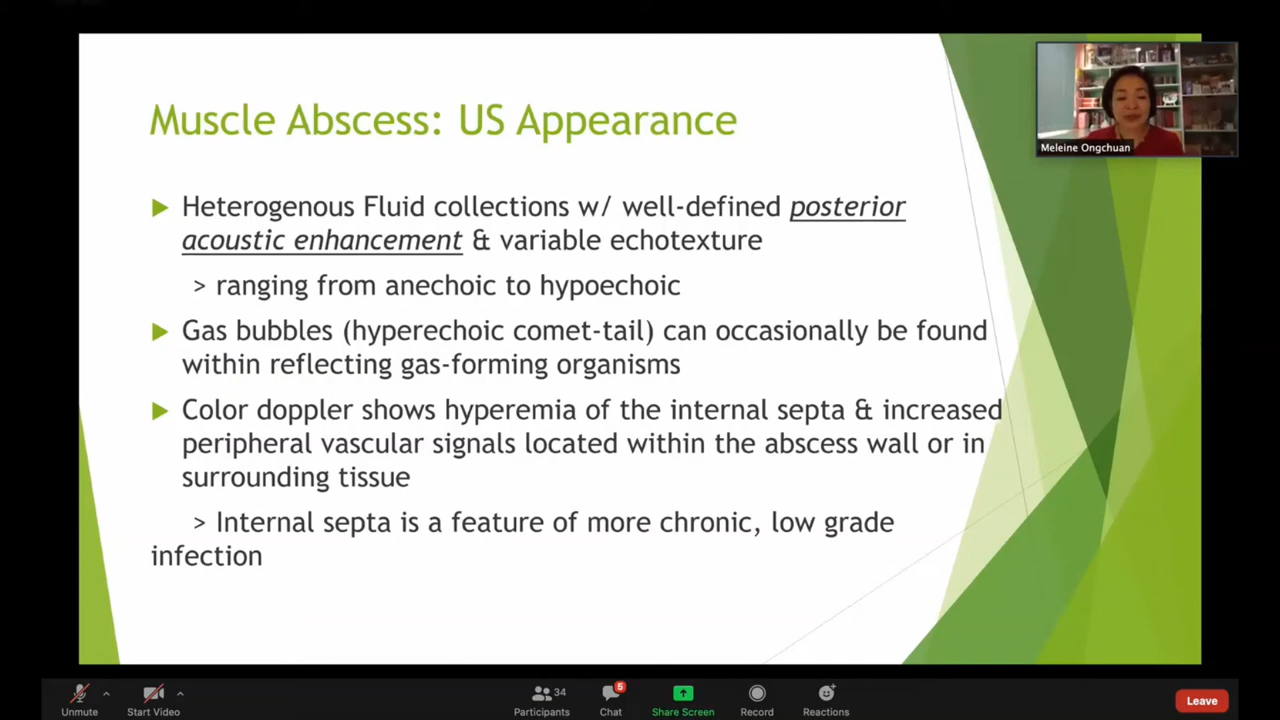 Muscle Abscess: US Appearance
Heterogenous Fluid collections w/ well-defined posterior
acoustic enhancement & variable echotexture
> ranging from anechoic to hypoechoic
Gas bubbles (hyperechoic comet-tail) can occasionally be found
within reflecting gas-forming organisms
Color doppler shows hyperemia of the internal septa & increased
peripheral vascular signals located within the abscess wall or in
surrounding tissue
> Internal septa is a feature of more chronic, low grade
infection
Meleine Ongchuan
Unmute
Start Video
34
Participants
5
Chat
Share Screen
Record
Reactions
Leave